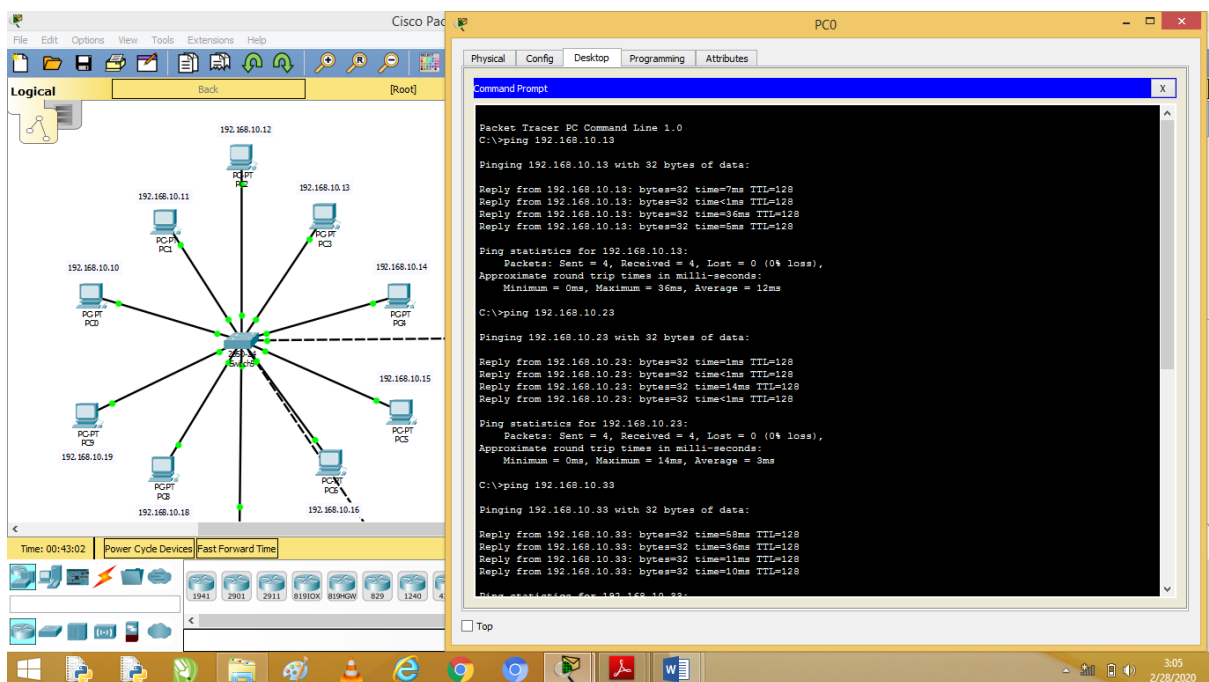 Cisco Pac
File Edit Options View Tools Extensions Help
Logical
Back
[Root]
192.168.10.12
PC-PT
PC2
192.168.10.13
PC-PT
PC3
192.168.10.11
PC-PT
PC1
192.168.10.10
PC-PT
PC0
192.168.10.14
PC-PT
PC4
2950-24
Switch5
192.168.10.15
PC-PT
PC5
PC-PT
PC9
192.168.10.19
PC-PT
PC8
192.168.10.18
PC-PT
PC6
192.168.10.16
Time: 00:43:02 Power Cycle Devices Fast Forward Time
1941 2901 2911 819IOX 819HGW 829 1240
PC0
Physical Config Desktop Programming Attributes
Command Prompt
X
Packet Tracer PC Command Line 1.0
C:\>ping 192.168.10.13
Pinging 192.168.10.13 with 32 bytes of data:
Reply from 192.168.10.13: bytes=32 time=7ms TTL=128
Reply from 192.168.10.13: bytes=32 time<1ms TTL=128
Reply from 192.168.10.13: bytes=32 time=36ms TTL=128
Reply from 192.168.10.13: bytes=32 time=5ms TTL=128
Ping statistics for 192.168.10.13:
Packets: Sent = 4, Received = 4, Lost = 0 (0% loss),
Approximate round trip times in milli-seconds:
Minimum = 0ms, Maximum = 36ms, Average = 12ms
C:\>ping 192.168.10.23
Pinging 192.168.10.23 with 32 bytes of data:
Reply from 192.168.10.23: bytes=32 time=1ms TTL=128
Reply from 192.168.10.23: bytes=32 time<1ms TTL=128
Reply from 192.168.10.23: bytes=32 time=14ms TTL=128
Reply from 192.168.10.23: bytes=32 time<1ms TTL=128
Ping statistics for 192.168.10.23:
Packets: Sent = 4, Received = 4, Lost = 0 (0% loss),
Approximate round trip times in milli-seconds:
Minimum = 0ms, Maximum = 14ms, Average = 3ms
C:\>ping 192.168.10.33
Pinging 192.168.10.33 with 32 bytes of data:
Reply from 192.168.10.33: bytes=32 time=58ms TTL=128
Reply from 192.168.10.33: bytes=32 time=36ms TTL=128
Reply from 192.168.10.33: bytes=32 time=11ms TTL=128
Reply from 192.168.10.33: bytes=32 time=10ms TTL=128
Ping statistics for 192.168.10.33:
Top
3:05
2/28/2020